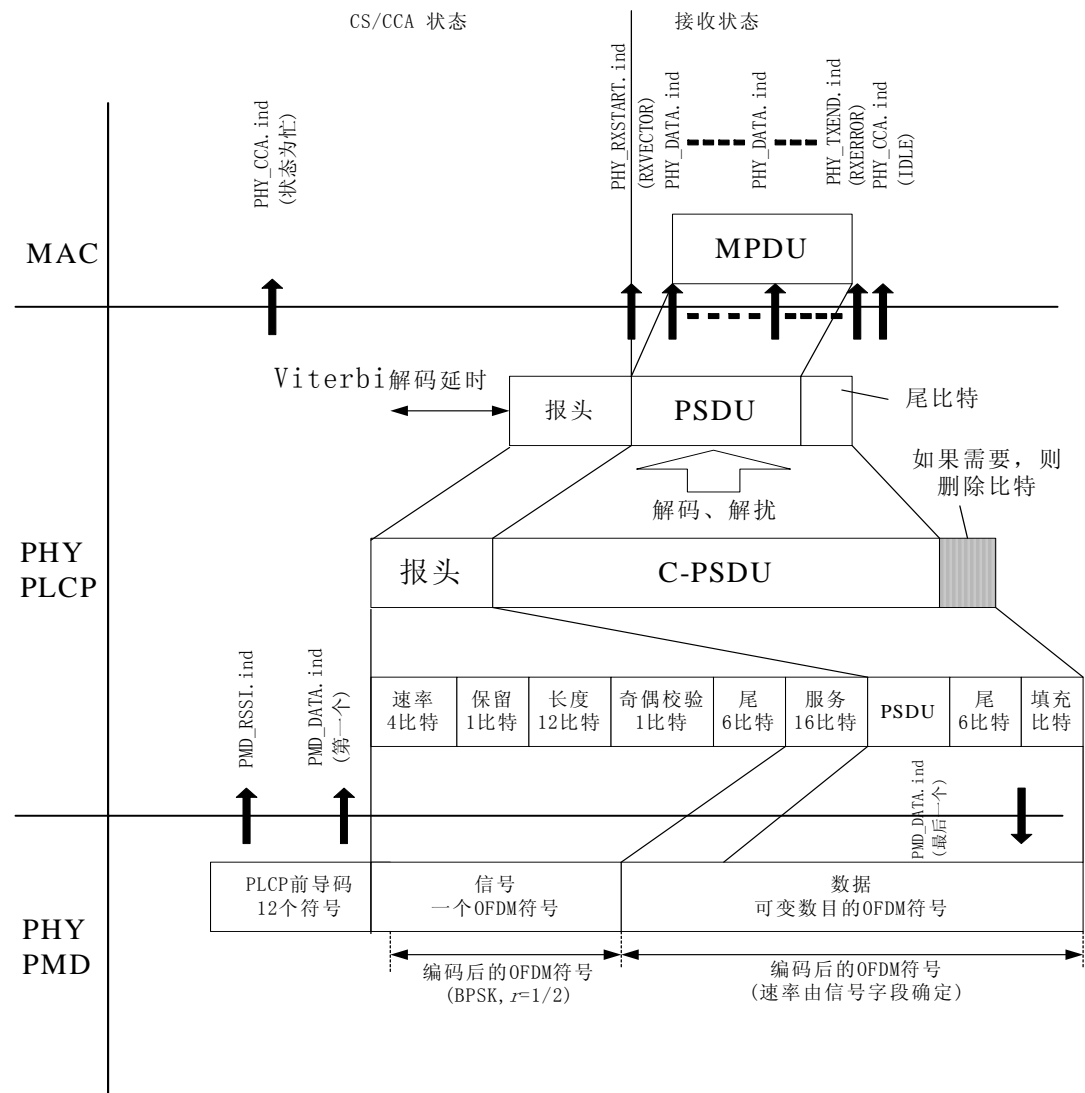 CS/CCA 状态
接收状态
PHY_CCA.ind
(状态为忙)
PHY_RXSTART.ind
(RXVECTOR)
PHY_DATA.ind
PHY_DATA.ind
PHY_TXEND.ind
(RXERROR)
PHY_CCA.ind
(IDLE)
MAC
MPDU
Viterbi解码延时
报头
PSDU
尾比特
如果需要，则
删除比特
解码、解扰
PHY
PLCP
报头
C-PSDU
PMD_RSSI.ind
PMD_DATA.ind
(第一个)
速率
4比特
保留
1比特
长度
12比特
奇偶校验
1比特
尾
6比特
服务
16比特
PSDU
尾
6比特
填充
比特
PMD_DATA.ind
(最后一个)
PHY
PMD
PLCP前导码
12个符号
信号
一个OFDM符号
数据
可变数目的OFDM符号
编码后的OFDM符号
(BPSK,r=1/2)
编码后的OFDM符号
(速率由信号字段确定)